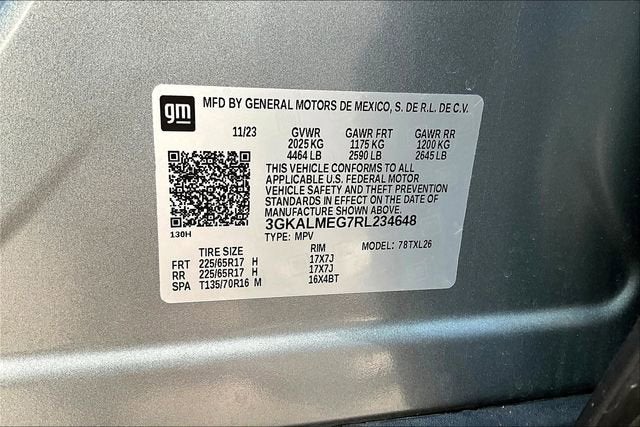 gm
MFD BY GENERAL MOTORS DE MEXICO, S. DE R.L. DE C.V.
11/23 GVWR GAWR FRT GAWR RR
2025 KG 1175 KG 1200 KG
4464 LB 2590 LB 2645 LB
THIS VEHICLE CONFORMS TO ALL
APPLICABLE U.S. FEDERAL MOTOR
VEHICLE SAFETY AND THEFT PREVENTION
STANDARDS IN EFFECT ON THE DATE OF
MANUFACTURE SHOWN ABOVE.
3GKALMEG7RL234648
130H
TYPE: MPV MODEL: 78TXL26
TIRE SIZE RIM
FRT 225/65R17 H 17X7J
RR 225/65R17 H 17X7J
SPA T135/70R16 M 16X4BT